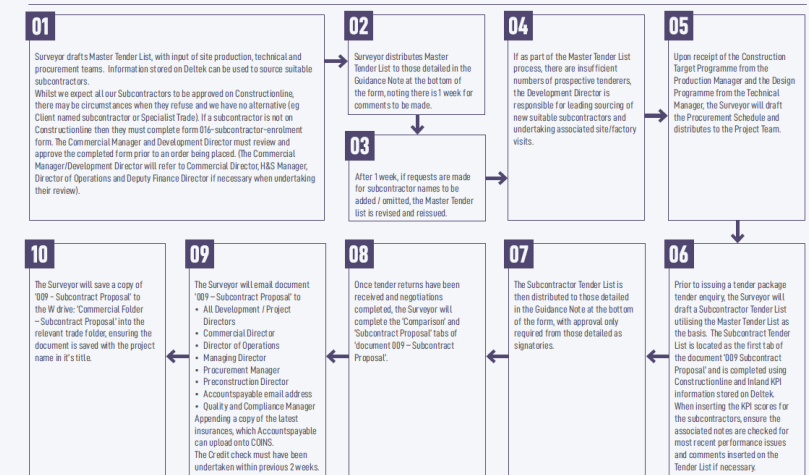 01
Surveyor drafts Master Tender List, with input of site production, technical and
procurement teams. Information stored on Deltek can be used to source suitable
subcontractors.
Whilst we expect all our Subcontractors to be approved on Constructionline,
there may be circumstances when they refuse and we have no alternative (eg
Client named subcontractor or Specialist Trade). If a subcontractor is not on
Constructionline then they must complete form 016-subcontractor-enrolment
form. The Commercial Manager and Development Director must review and
approve the completed form prior to an order being placed. (The Commercial
Manager/Development Director will refer to Commercial Director, H&S Manager,
Director of Operations and Deputy Finance Director if necessary when undertaking
their review).
02
Surveyor distributes Master
Tender List to those detailed in the
Guidance Note at the bottom of
the form, noting there is 1 week for
comments to be made.
03
After 1 week, if requests are made
for subcontractor names to be
added / omitted, the Master Tender
list is revised and reissued.
04
If as part of the Master Tender List
process, there are insufficient
numbers of prospective tenders,
the Development Director is
responsible for leading sourcing of
new suitable subcontractors and
undertaking associated site/factory
visits.
05
Upon receipt of the Construction
Target Programme from the
Production Manager and the Design
Programme from the Technical
Manager, the Surveyor will draft
the Procurement Schedule and
distributes to the Project Team.
06
Prior to issuing a tender package
tender enquiry, the Surveyor will
draft a Subcontractor Tender List
utilising the Master Tender List as
the basis. The Subcontract Tender
List is located as the first tab of
the document '009 Subcontract
Proposal' and is completed using
Constructionline and Inland KPI
information stored on Deltek.
When inserting the KPI scores for
the subcontractors, ensure the
associated notes are checked for
most recent performance issues
and comments inserted on the
Tender List if necessary.
07
The Subcontractor Tender List is
then distributed to those detailed
in the Guidance Note at the bottom
of the form, with approval only
required from those detailed as
signatories.
08
Once tender returns have been
received and negotiations
completed, the Surveyor will
complete the 'Comparison' and
'Subcontract Proposal' tabs of
'document 009 – Subcontract
Proposal'.
09
The Surveyor will email document
'009 – Subcontract Proposal' to
• All Development / Project
Directors
• Commercial Director
• Director of Operations
• Managing Director
• Procurement Manager
• Preconstruction Director
• Accountspayable email address
• Quality and Compliance Manager
Appending a copy of the latest
insurances, which Accountspayable
can upload onto COINS.
The Credit check must have been
undertaken within previous 2 weeks.
10
The Surveyor will save a copy of
'009 - Subcontract Proposal' to
the W drive: 'Commercial Folder
– Subcontract Proposal' into the
relevant trade folder, ensuring the
document is saved with the project
name in it's title.